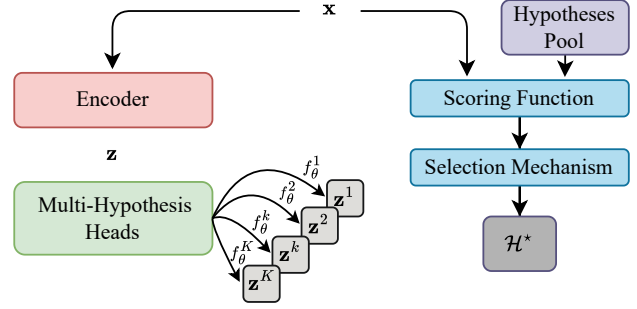 x
Hypotheses
Pool
Encoder
Scoring Function
z
Selection Mechanism
Multi-Hypothesis
Heads
f_θ^1
z^1
f_θ^2
z^2
f_θ^k
z^k
f_θ^K
z^K
ℋ^⋆